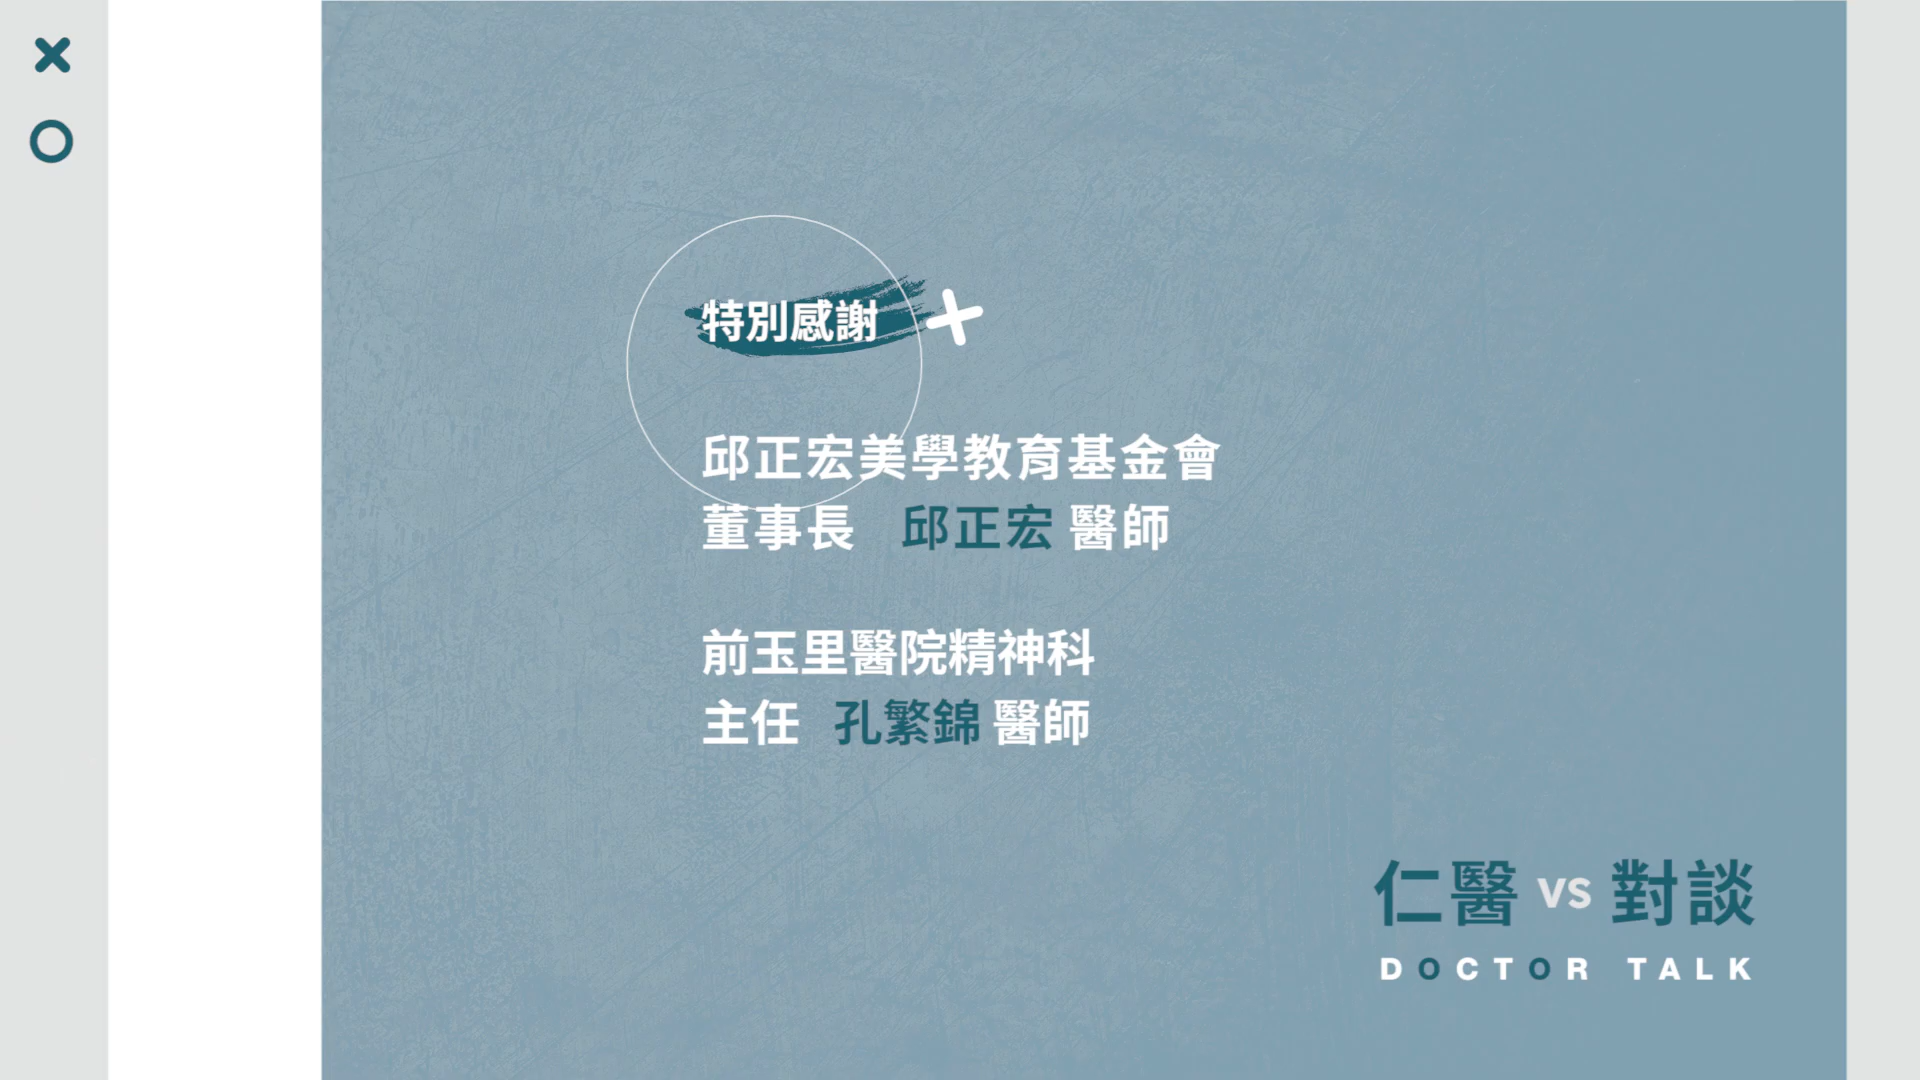 特別感謝
邱正宏美學教育基金會
董事長 邱正宏 醫師
前玉里醫院精神科
主任 孔繁錦 醫師
仁醫 VS 對談
DOCTOR TALK